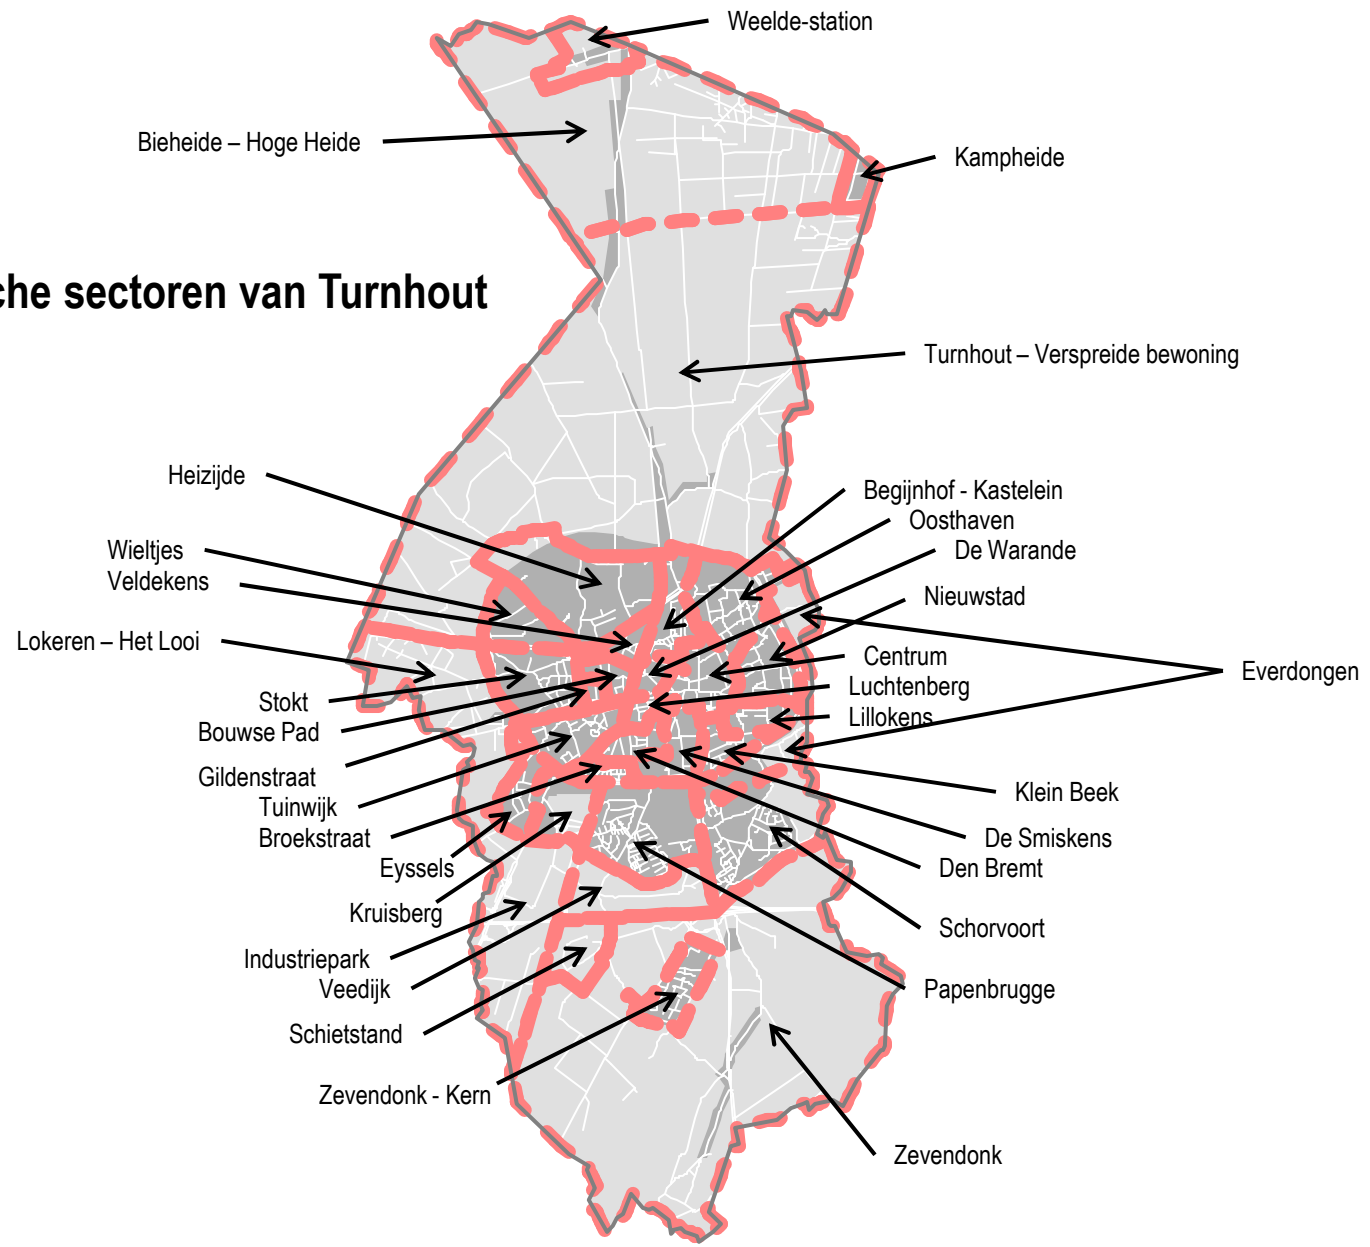 Weelde-station
Bieheide – Hoge Heide
Kampheide
che sectoren van Turnhout
Turnhout – Verspreide bewoning
Heizijde
Begijnhof - Kastelein
Oosthaven
Wieltjes
De Warande
Veldekens
Nieuwstad
Lokeren – Het Looi
Centrum
Everdongen
Luchtenberg
Stokt
Lillokens
Bouwse Pad
Gildenstraat
Klein Beek
Tuinwijk
Broekstraat
De Smiskens
Eyssels
Den Bremt
Kruisberg
Schorvoort
Industriepark
Veedijk
Papenbrugge
Schietstand
Zevendonk - Kern
Zevendonk